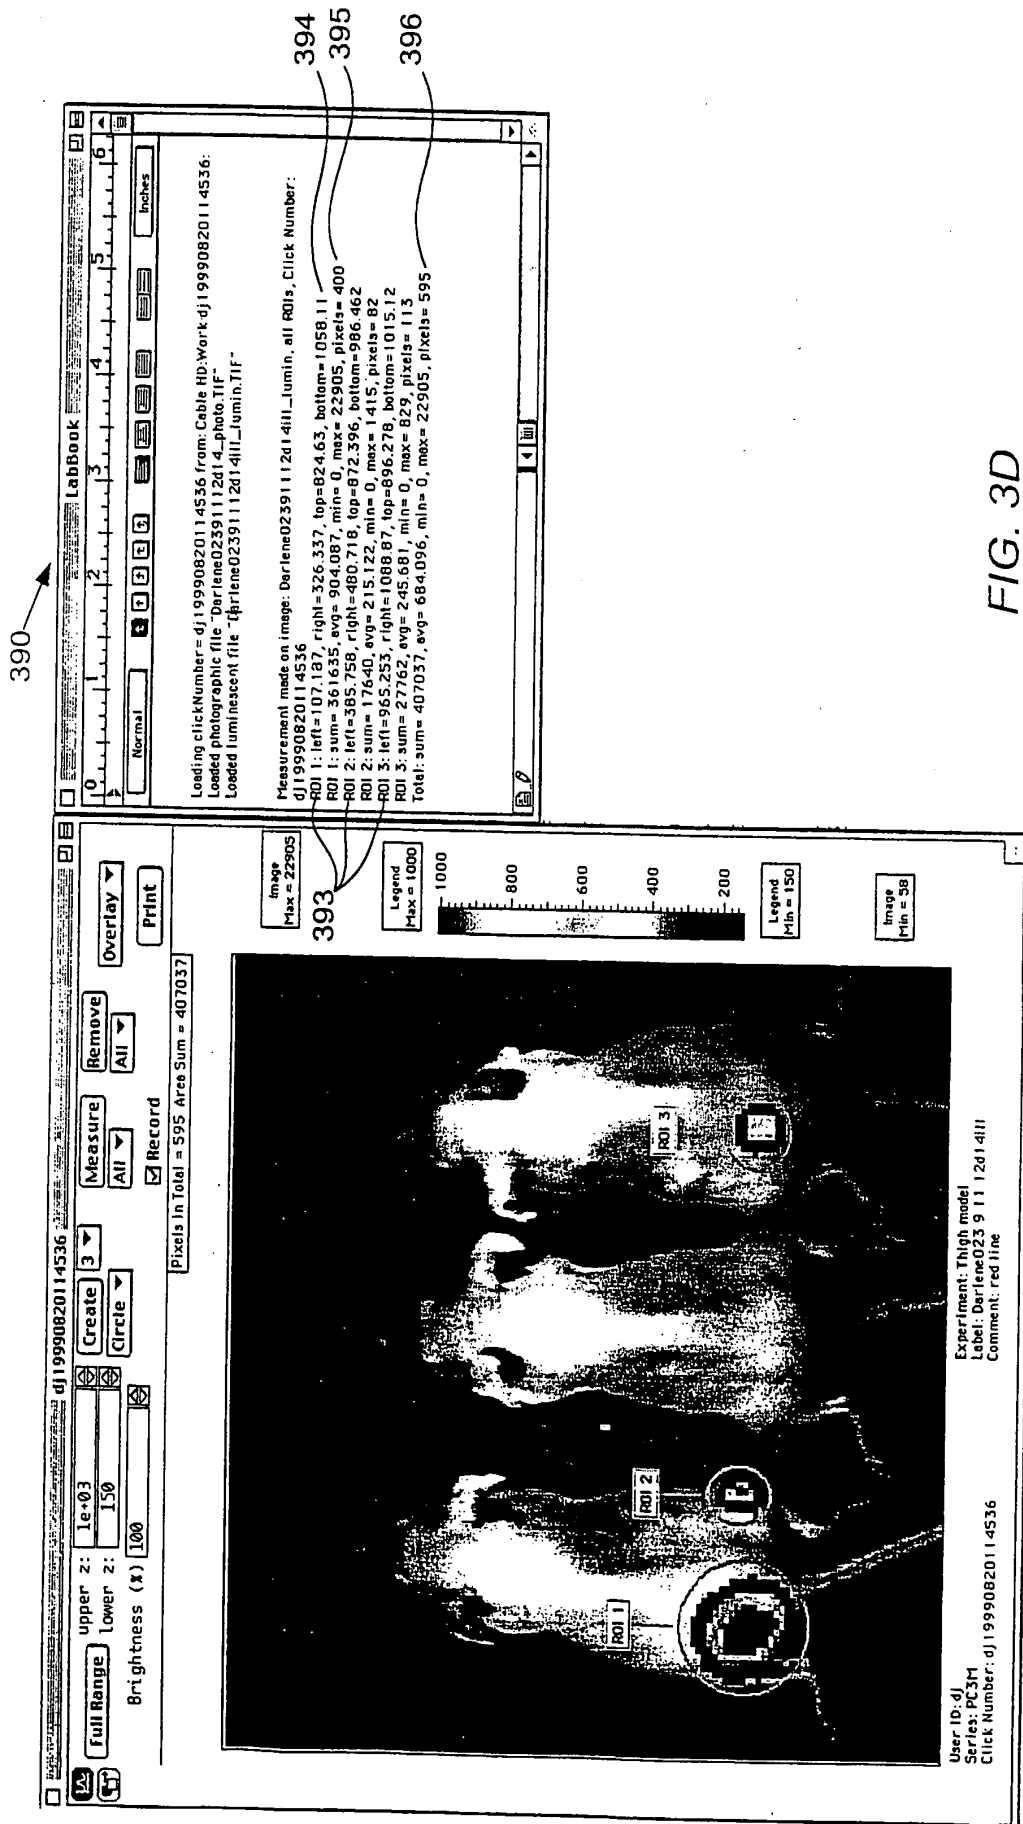 dj19990820114536
Full Range
upper z: 1e+03
lower z: 150
Brightness (%) 100
Create 3
Circle
Measure
All
Record
Remove
All
Overlay
Print
Pixels in Total = 595 Area Sum = 407037
ROI 1
ROI 2
ROI 3
Image
Max = 22905
Legend
Max = 1000
1000
800
600
400
200
Legend
Min = 150
Image
Min = 58
User ID: dj
Series: PC3M
Click Number: dj19990820114536
Experiment: Thigh model
Label: Darlene023 9 11 12d14ill
Comment: red line
390
LabBook
0 1 2 3 4 5 6
Normal
Inches
Loading clickNumber = dj19990820114536 from: Cable HD:Work:dj19990820114536:
Loaded photographic file "Darlene02391112d14_photo.TIF"
Loaded luminescent file "Darlene02391112d14ill_lumin.TIF"
Measurement made on image: Darlene02391112d14ill_lumin, all ROIs, Click Number:
dj19990820114536
ROI 1: left=107.187, right=326.337, top=824.63, bottom=1058.11
ROI 1: sum= 361635, avg= 904.087, min= 0, max= 22905, pixels= 400
ROI 2: left=385.758, right=480.718, top=872.396, bottom=986.462
ROI 2: sum= 17640, avg= 215.122, min= 0, max= 1415, pixels= 82
ROI 3: left=965.253, right=1088.87, top=896.278, bottom=1015.12
ROI 3: sum= 27762, avg= 245.681, min= 0, max= 829, pixels= 113
Total: sum= 407037, avg= 684.096, min= 0, max= 22905, pixels= 595
393
394
395
396
FIG. 3D